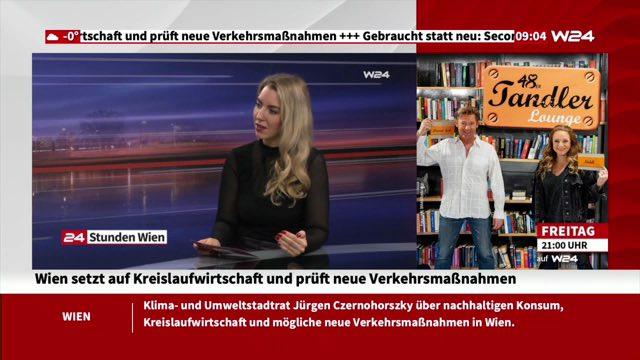 -0° rtschaft und prüft neue Verkehrsmaßnahmen +++ Gebraucht statt neu: Secon 09:04 W24
W24
48er
Tandler
Lounge
24 Stunden Wien
FREITAG
21:00 UHR
auf W24
Wien setzt auf Kreislaufwirtschaft und prüft neue Verkehrsmaßnahmen
WIEN
Klima- und Umweltstadtrat Jürgen Czernohorszky über nachhaltigen Konsum,
Kreislaufwirtschaft und mögliche neue Verkehrsmaßnahmen in Wien.